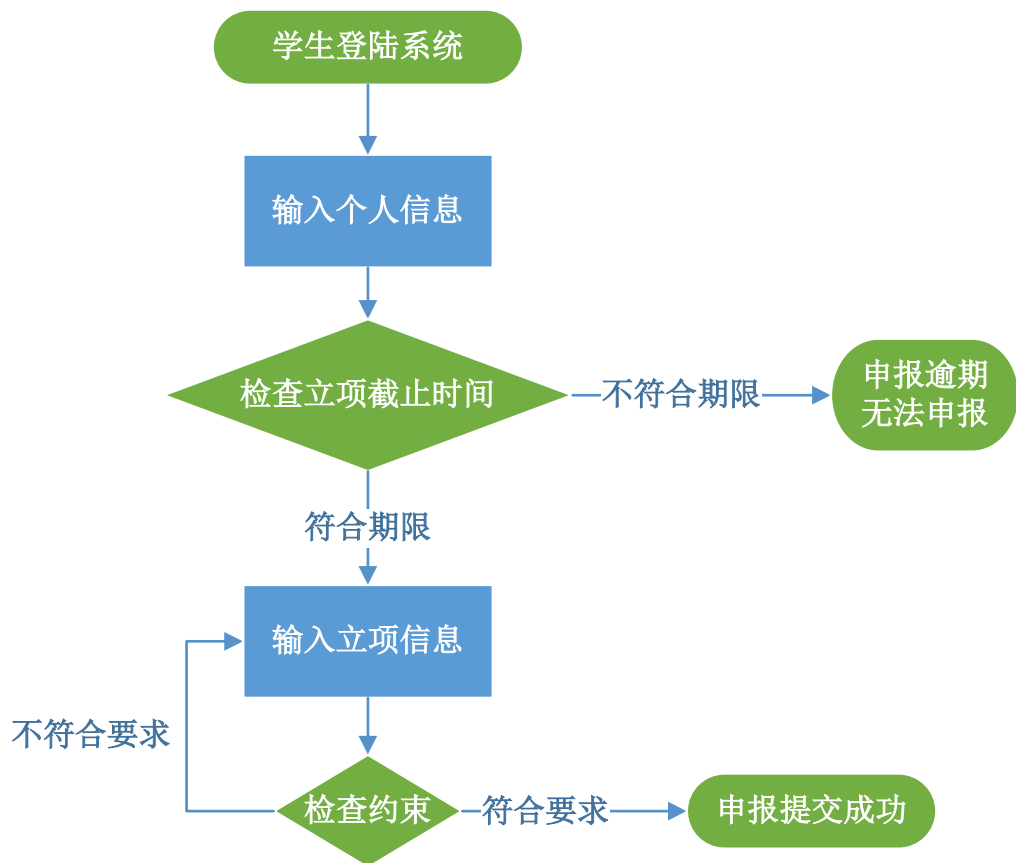 学生登陆系统
输入个人信息
检查立项截止时间
不符合期限
申报逾期
无法申报
符合期限
输入立项信息
不符合要求
检查约束
符合要求
申报提交成功